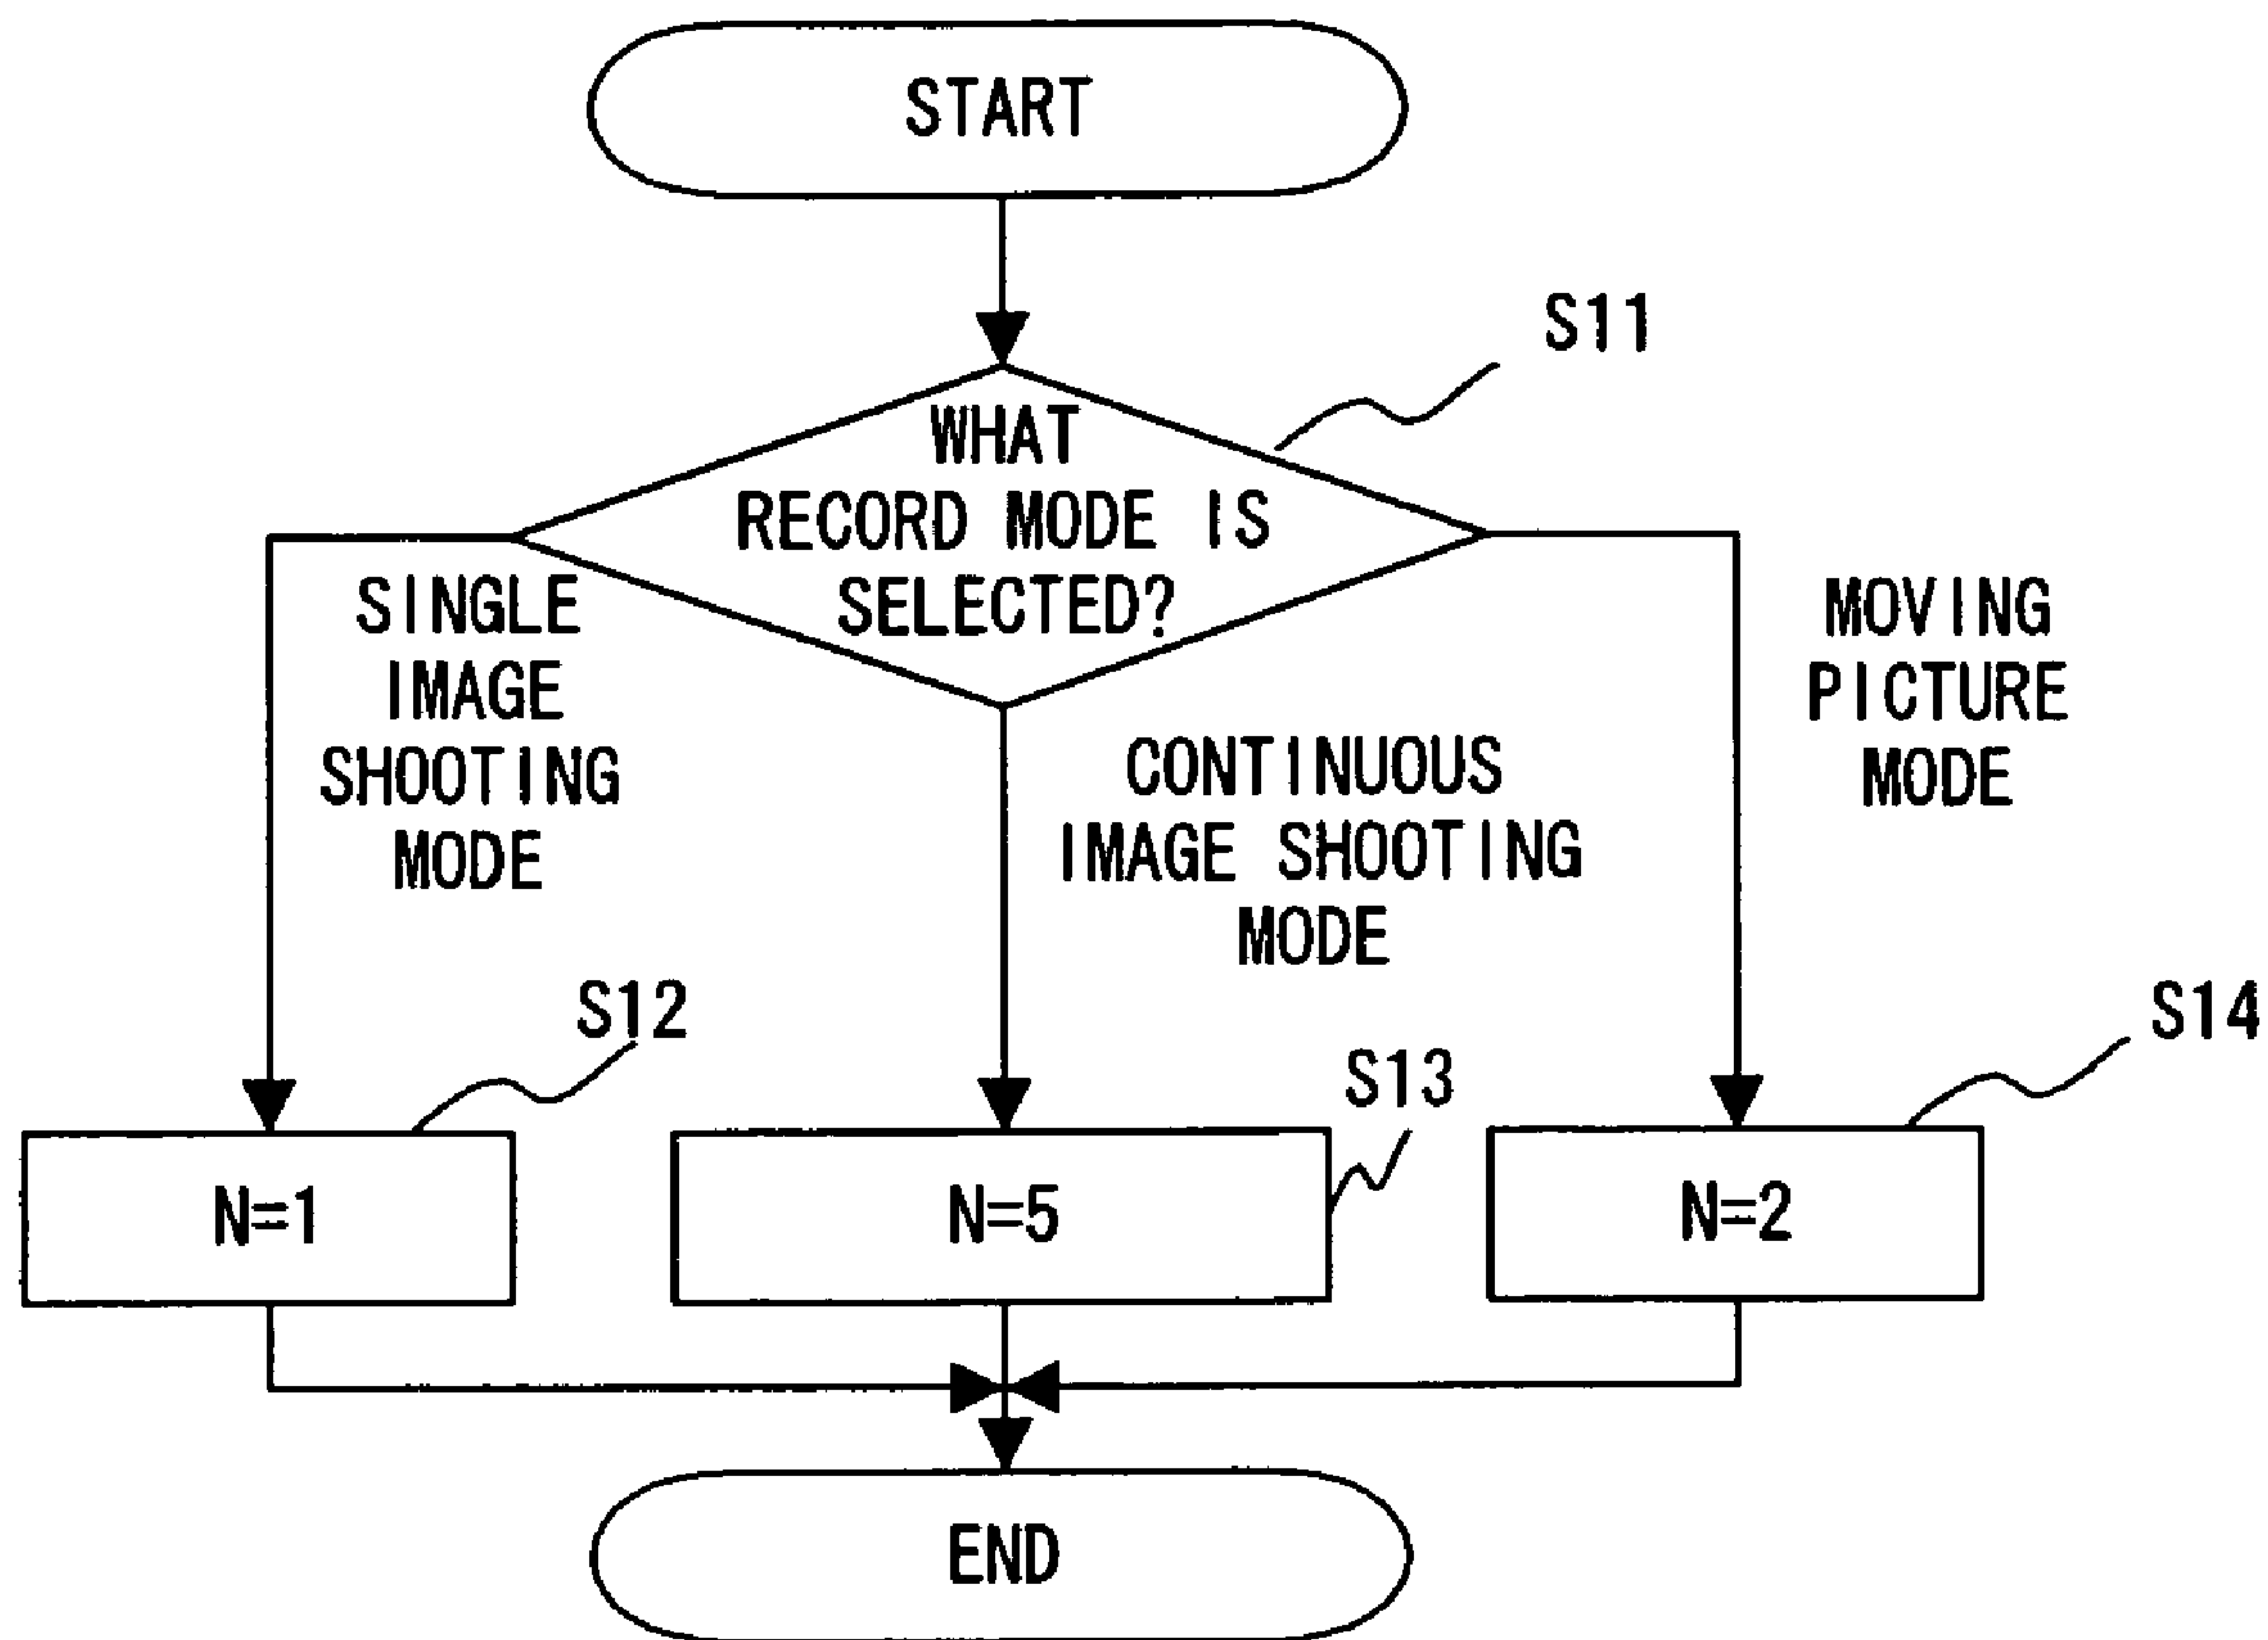 START
S11
WHAT
RECORD MODE IS
SELECTED?
SINGLE
IMAGE
SHOOTING
MODE
CONTINUOUS
IMAGE SHOOTING
MODE
MOVING
PICTURE
MODE
S12
S13
S14
N=1
N=5
N=2
END